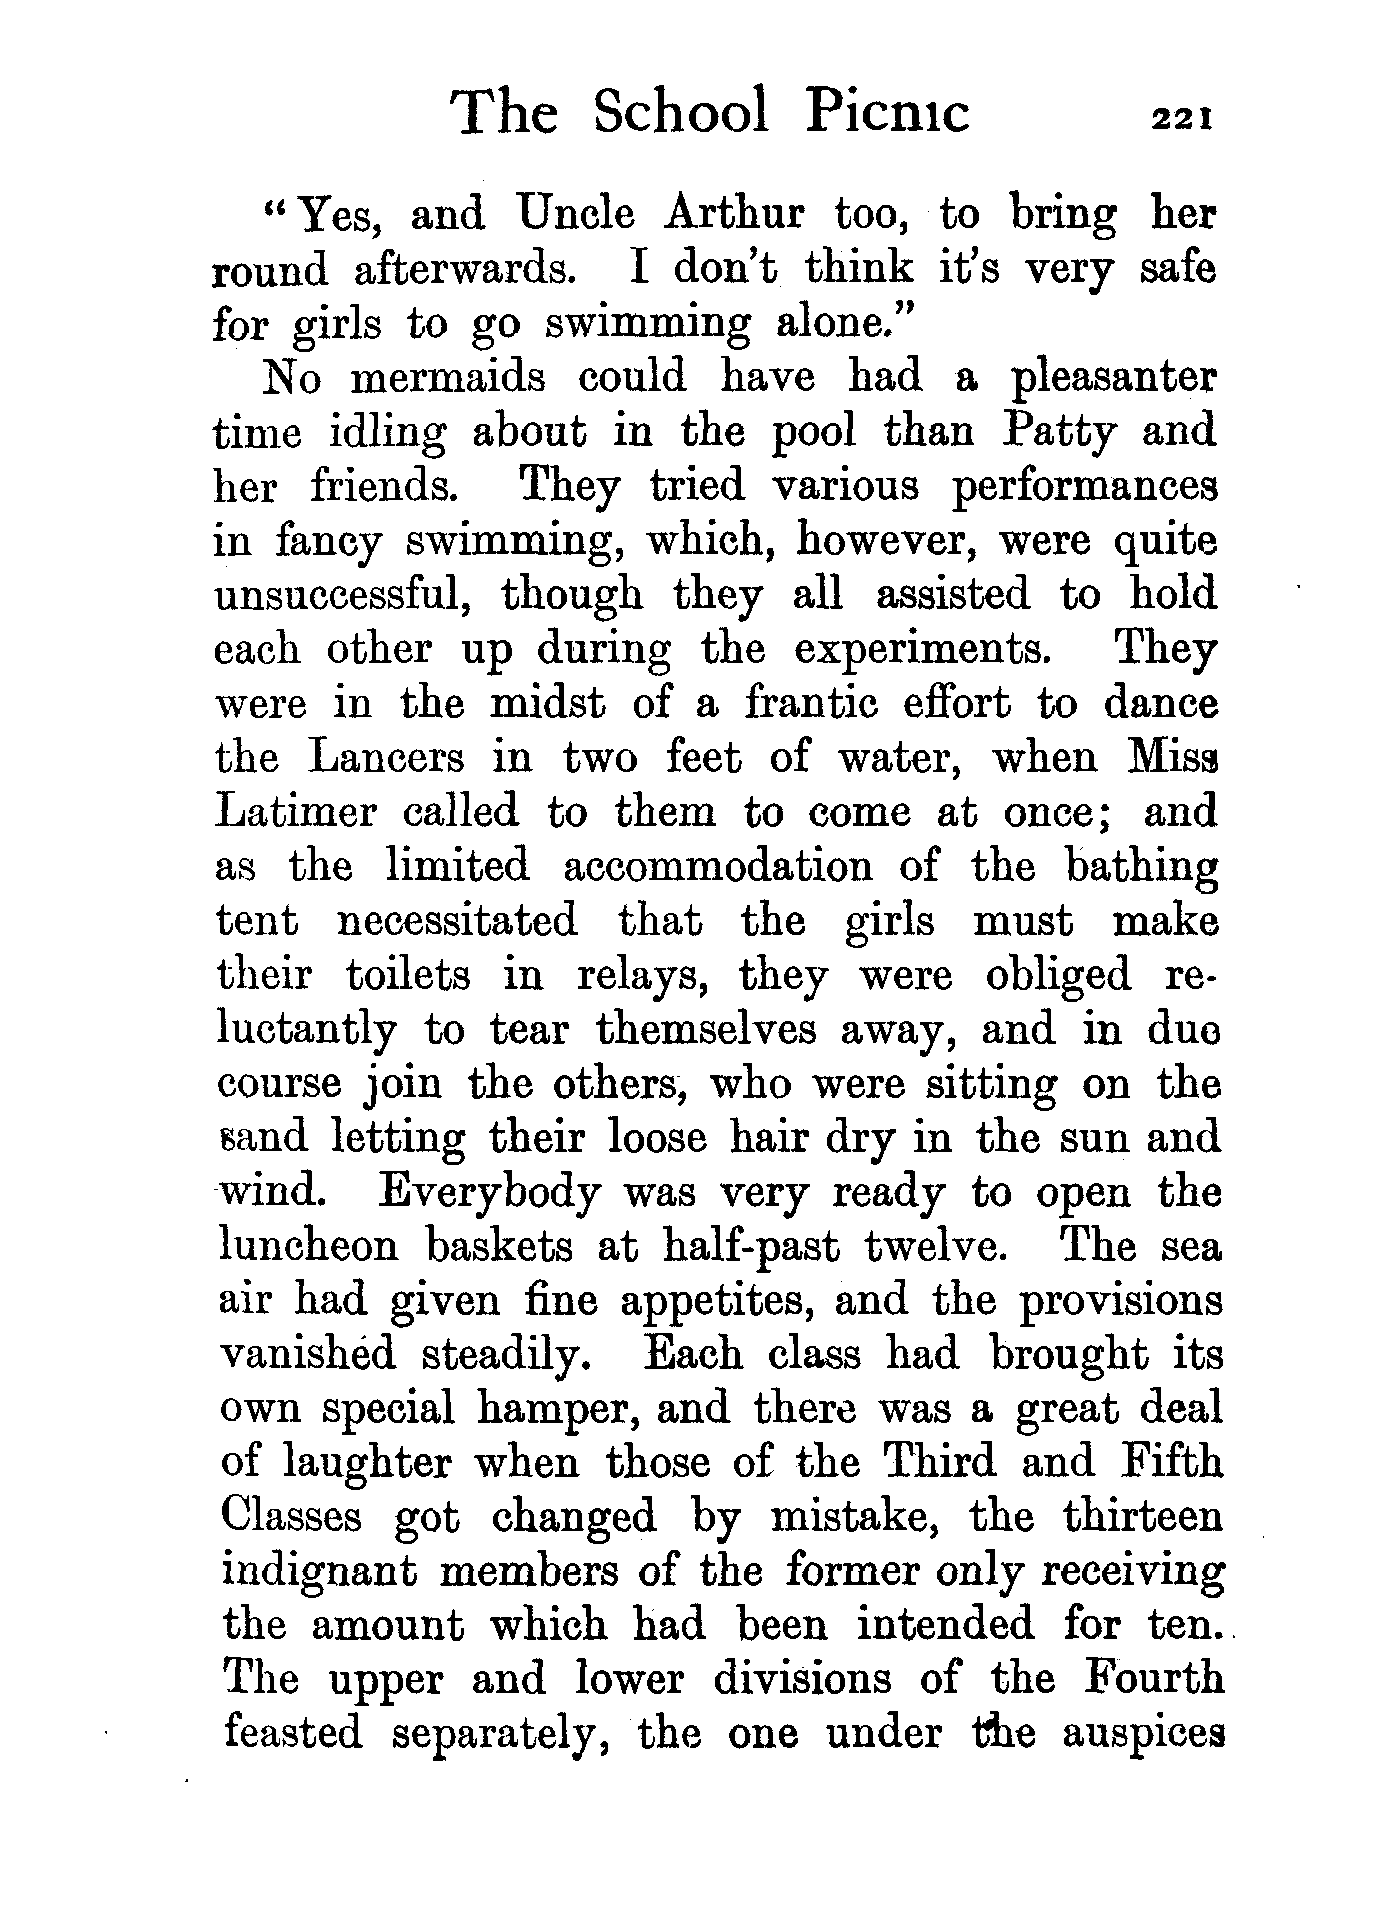 The School Picnic 221
“Yes, and Uncle Arthur too, to bring her
round afterwards. I don’t think it’s very safe
for girls to go swimming alone.”
No mermaids could have had a pleasanter
time idling about in the pool than Patty and
her friends. They tried various performances
in fancy swimming, which, however, were quite
unsuccessful, though they all assisted to hold
each other up during the experiments. They
were in the midst of a frantic effort to dance
the Lancers in two feet of water, when Miss
Latimer called to them to come at once; and
as the limited accommodation of the bathing
tent necessitated that the girls must make
their toilets in relays, they were obliged re-
luctantly to tear themselves away, and in due
course join the others, who were sitting on the
sand letting their loose hair dry in the sun and
wind. Everybody was very ready to open the
luncheon baskets at half-past twelve. The sea
air had given fine appetites, and the provisions
vanished steadily. Each class had brought its
own special hamper, and there was a great deal
of laughter when those of the Third and Fifth
Classes got changed by mistake, the thirteen
indignant members of the former only receiving
the amount which had been intended for ten.
The upper and lower divisions of the Fourth
feasted separately, the one under the auspices